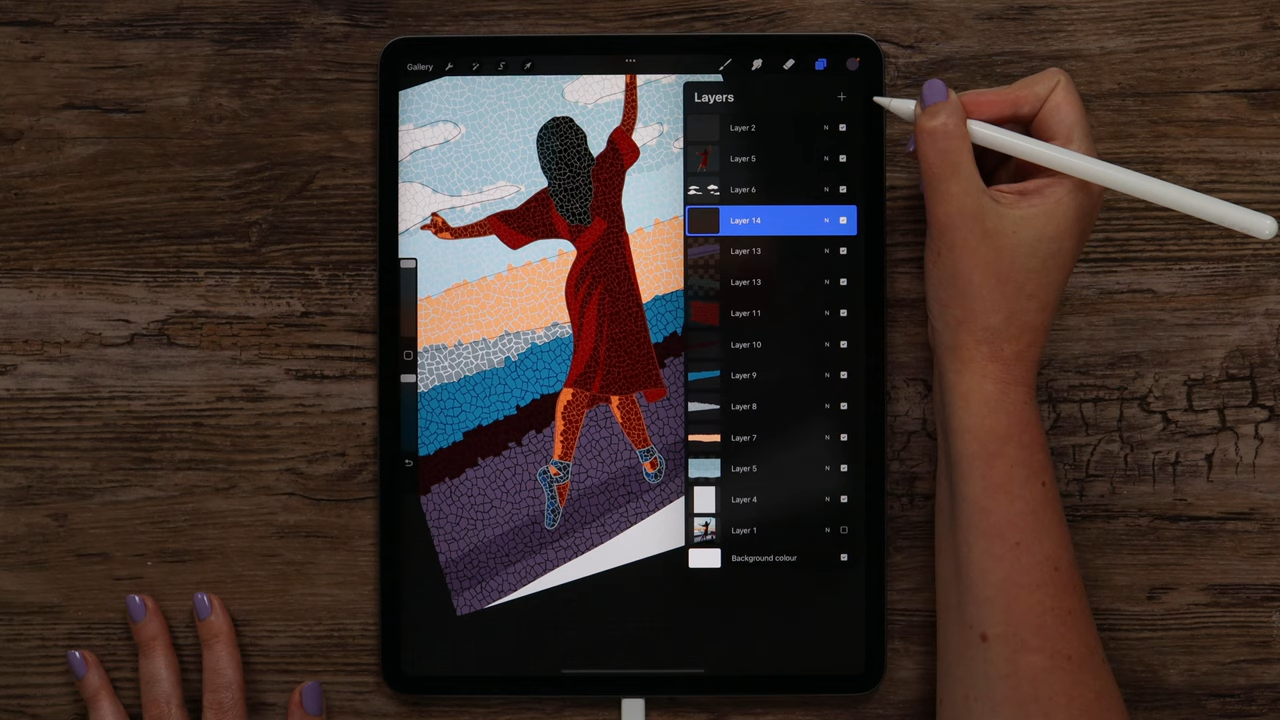 Gallery
Layers
Layer 2 N
Layer 5 N
Layer 6 N
Layer 14 N
Layer 13 N
Layer 13 N
Layer 11 N
Layer 10 N
Layer 9 N
Layer 8 N
Layer 7 N
Layer 5 N
Layer 4 N
Layer 1 N
Background colour